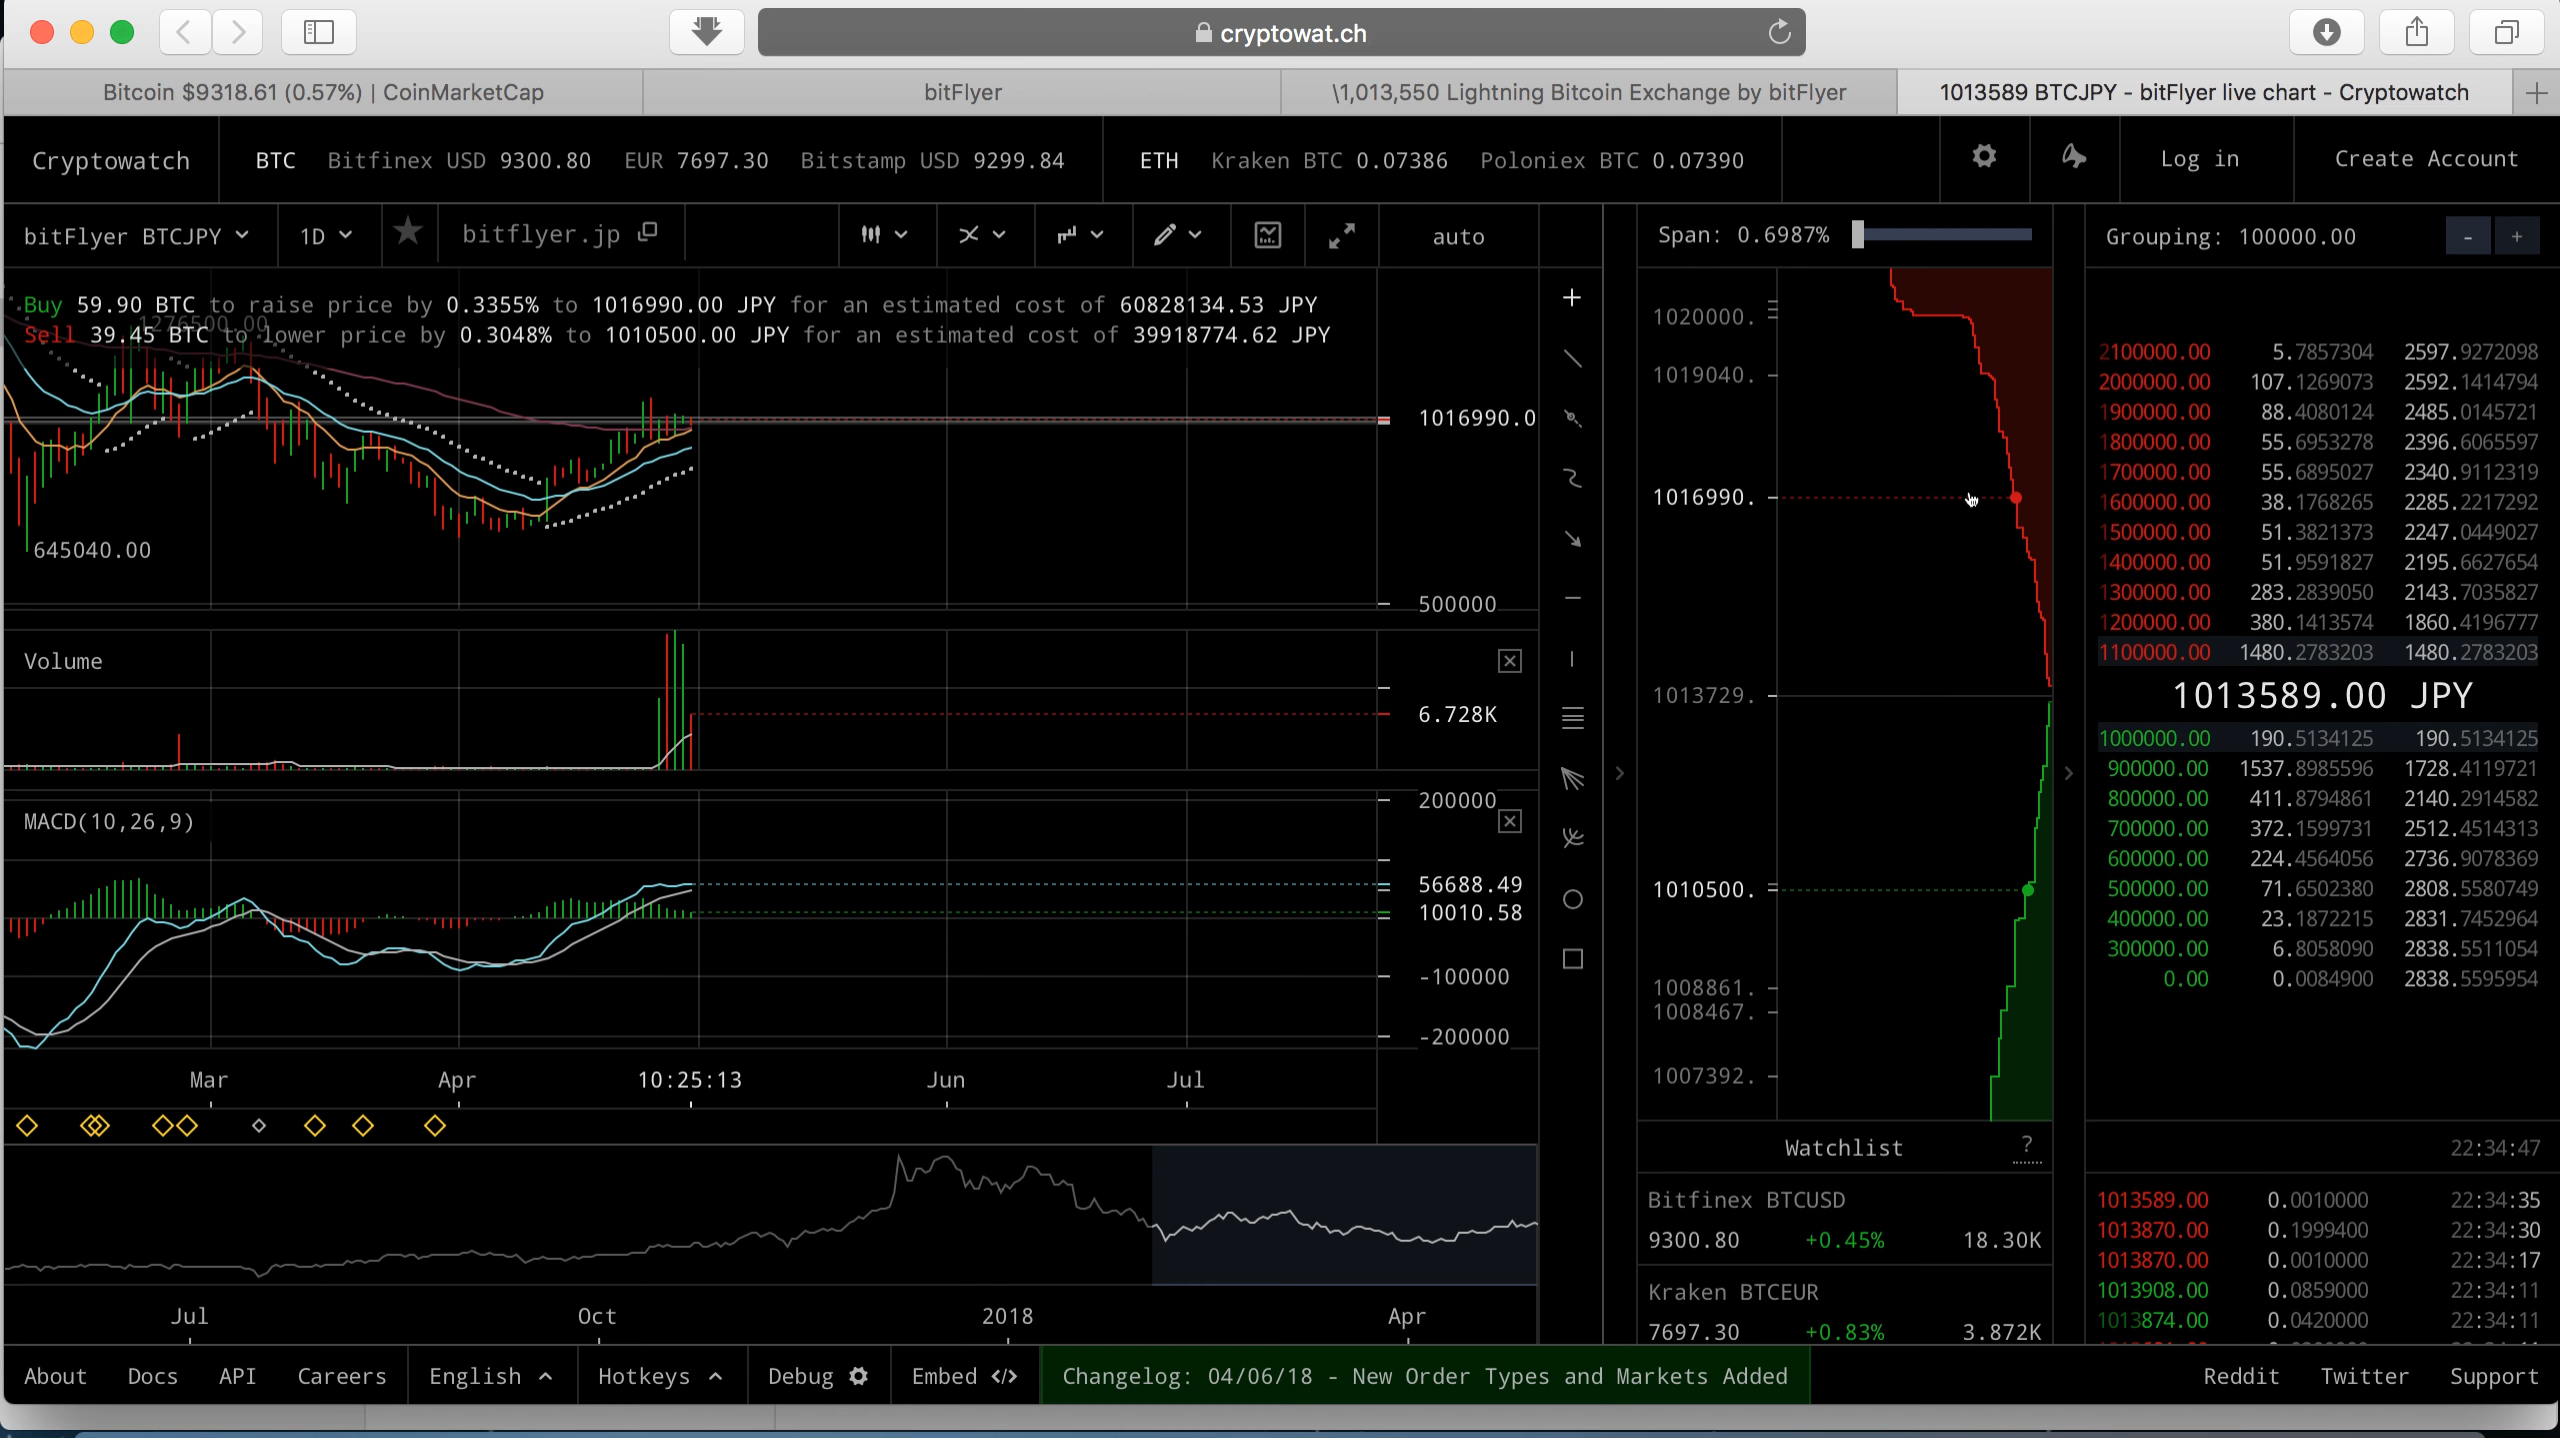 cryptowat.ch
Bitcoin $9318.61 (0.57%) | CoinMarketCap
bitFlyer
\1,013,550 Lightning Bitcoin Exchange by bitFlyer
1013589 BTCJPY - bitFlyer live chart - Cryptowatch
Cryptowatch
BTC Bitfinex USD 9300.80 EUR 7697.30 Bitstamp USD 9299.84
ETH Kraken BTC 0.07386 Poloniex BTC 0.07390
Log in
Create Account
bitFlyer BTCJPY
1D
bitflyer.jp
auto
Span: 0.6987%
Grouping: 100000.00
-
+
Buy 59.90 BTC to raise price by 0.3355% to 1016990.00 JPY for an estimated cost of 60828134.53 JPY
1276500.00
Sell 39.45 BTC to lower price by 0.3048% to 1010500.00 JPY for an estimated cost of 39918774.62 JPY
1016990.0
645040.00
500000
Volume
6.728K
MACD(10,26,9)
200000
56688.49
10010.58
-100000
-200000
Mar
Apr
10:25:13
Jun
Jul
Jul
Oct
2018
Apr
1020000.
1019040.
1016990.
1013729.
1010500.
1008861.
1008467.
1007392.
Watchlist
?
Bitfinex BTCUSD
9300.80 +0.45% 18.30K
Kraken BTCEUR
7697.30 +0.83% 3.872K
2100000.00 5.7857304 2597.9272098
2000000.00 107.1269073 2592.1414794
1900000.00 88.4080124 2485.0145721
1800000.00 55.6953278 2396.6065597
1700000.00 55.6895027 2340.9112319
1600000.00 38.1768265 2285.2217292
1500000.00 51.3821373 2247.0449027
1400000.00 51.9591827 2195.6627654
1300000.00 283.2839050 2143.7035827
1200000.00 380.1413574 1860.4196777
1100000.00 1480.2783203 1480.2783203
1013589.00 JPY
1000000.00 190.5134125 190.5134125
900000.00 1537.8985596 1728.4119721
800000.00 411.8794861 2140.2914582
700000.00 372.1599731 2512.4514313
600000.00 224.4564056 2736.9078369
500000.00 71.6502380 2808.5580749
400000.00 23.1872215 2831.7452964
300000.00 6.8058090 2838.5511054
0.00 0.0084900 2838.5595954
22:34:47
1013589.00 0.0010000 22:34:35
1013870.00 0.1999400 22:34:30
1013870.00 0.0010000 22:34:17
1013908.00 0.0859000 22:34:11
1013874.00 0.0420000 22:34:11
About
Docs
API
Careers
English
Hotkeys
Debug
Embed
Changelog: 04/06/18 - New Order Types and Markets Added
Reddit
Twitter
Support